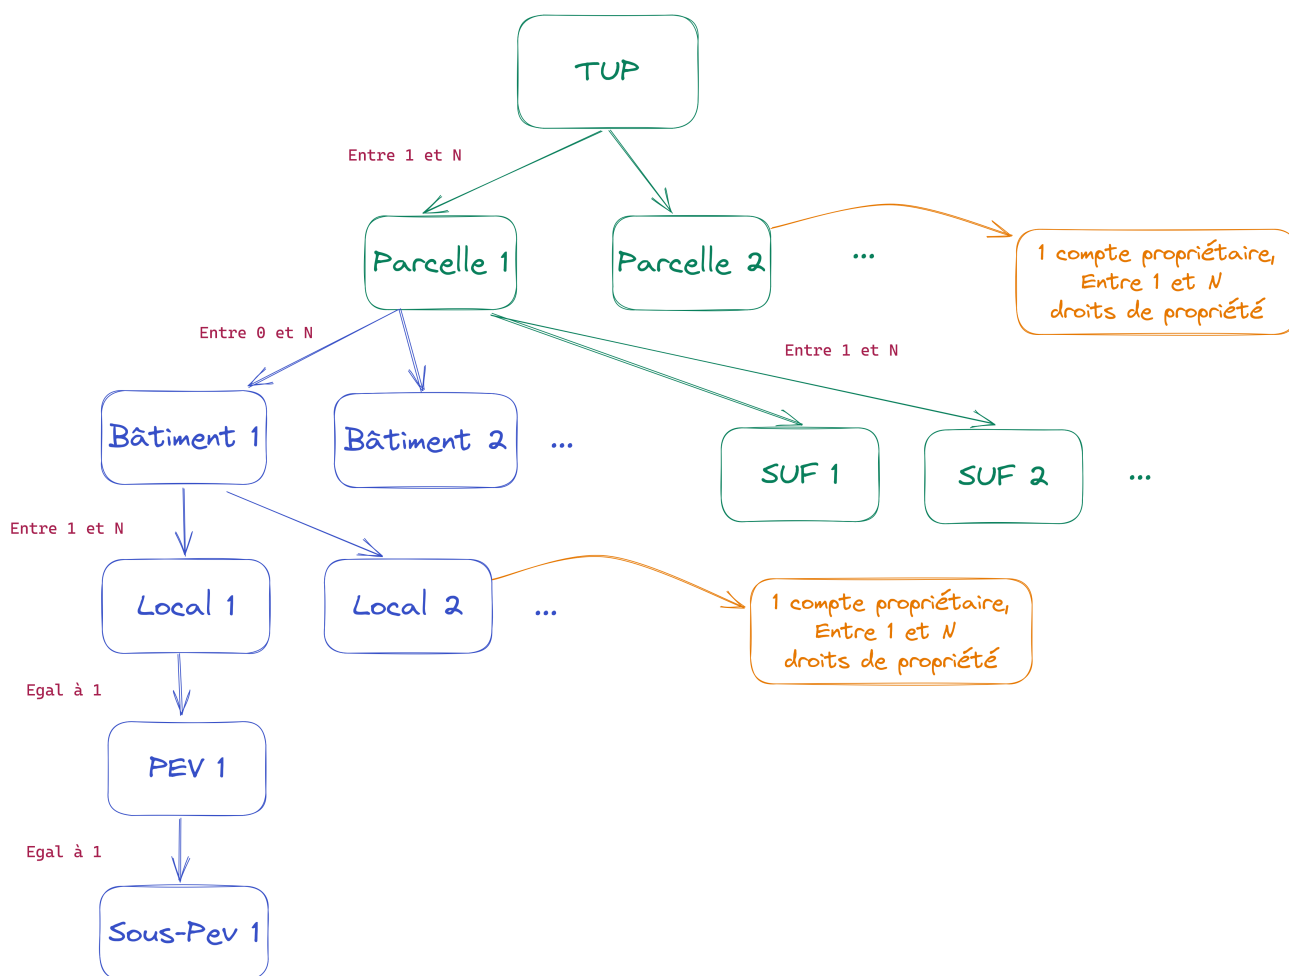 TUP
Entre 1 et N
Parcelle 1
Parcelle 2
...
1 compte propriétaire,
Entre 1 et N
droits de propriété
Entre 0 et N
Entre 1 et N
Bâtiment 1
Bâtiment 2
...
SUF 1
SUF 2
...
Entre 1 et N
Local 1
Local 2
...
1 compte propriétaire,
Entre 1 et N
droits de propriété
Egal à 1
PEV 1
Egal à 1
Sous-Pev 1